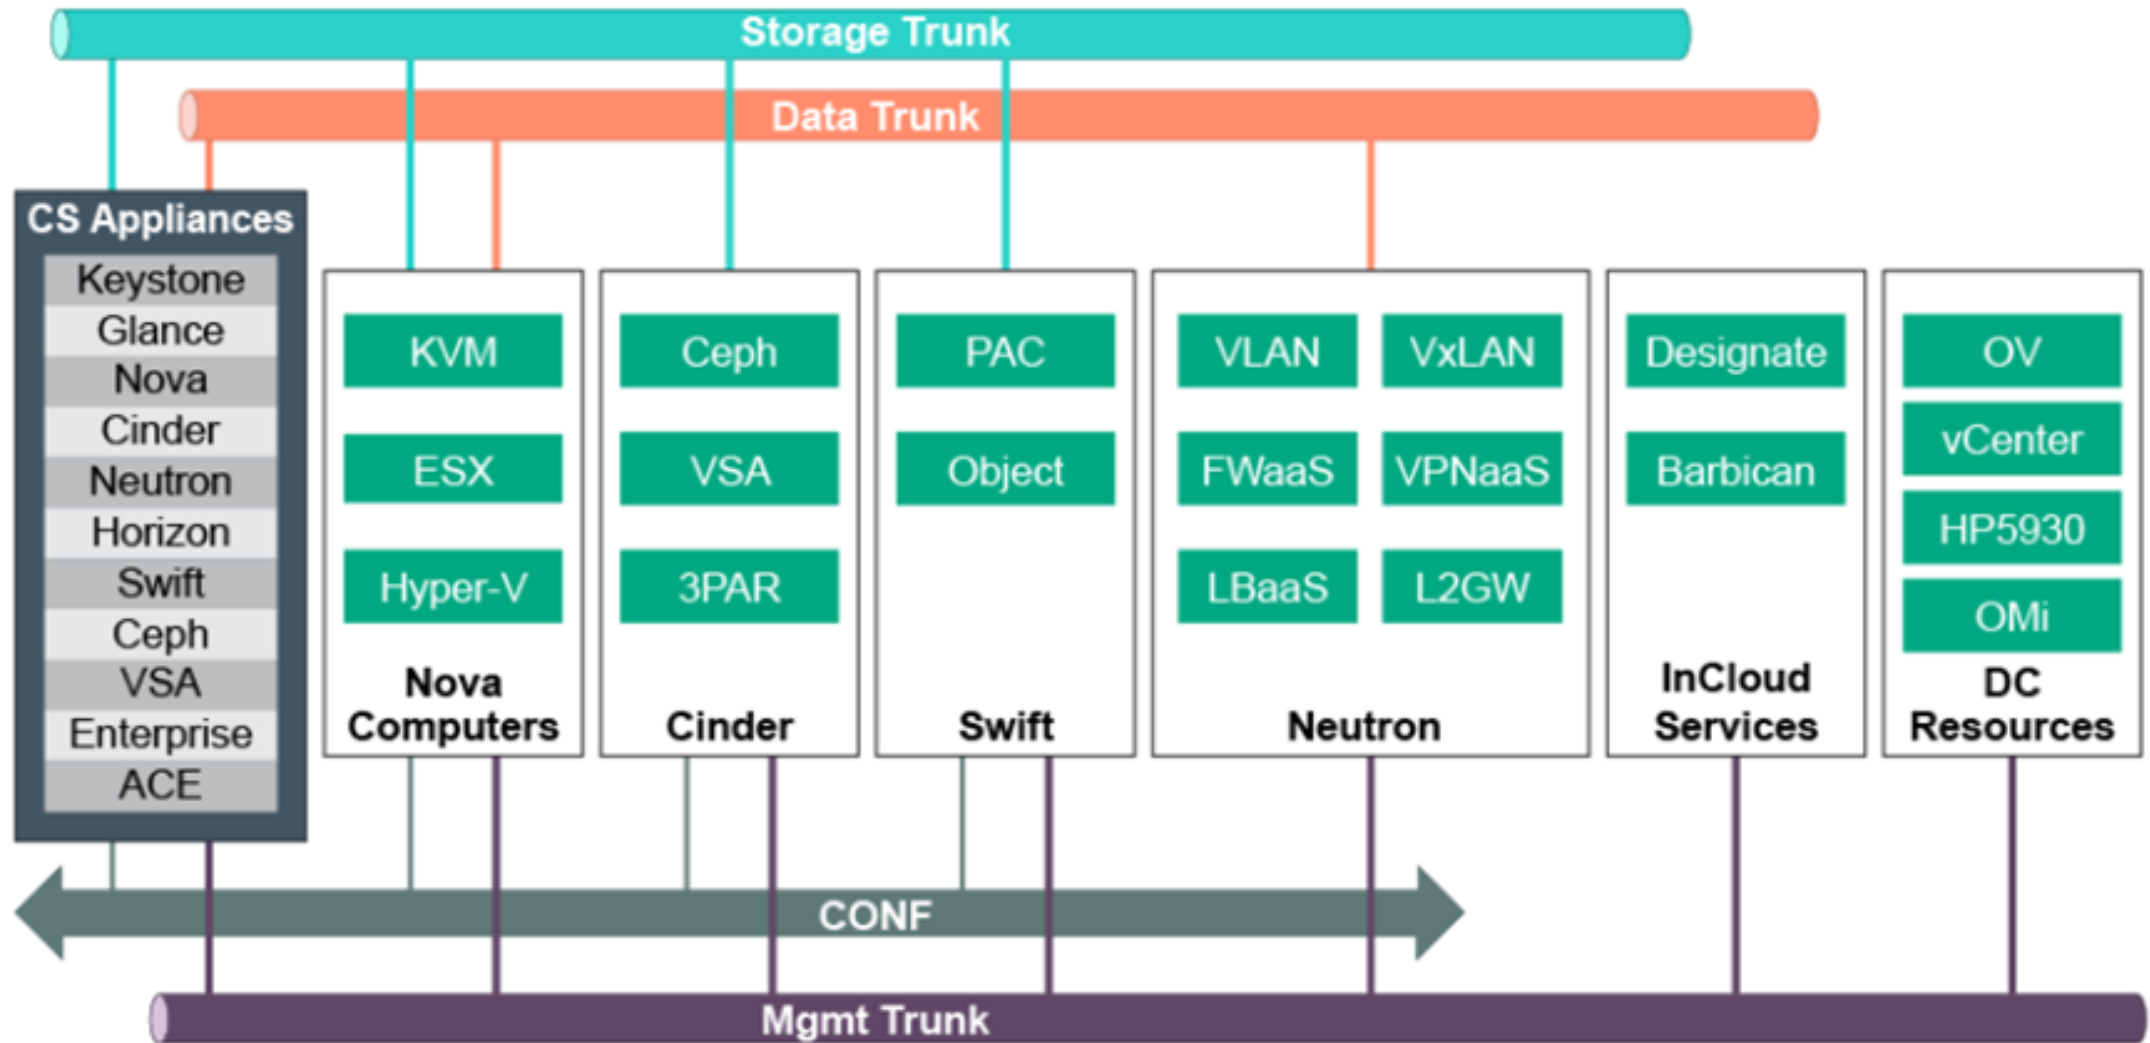 Storage Trunk
Data Trunk
CS Appliances
Keystone
Glance
Nova
Cinder
Neutron
Horizon
Swift
Ceph
VSA
Enterprise
ACE
KVM
ESX
Hyper-V
Nova
Computers
Ceph
VSA
3PAR
Cinder
PAC
Object
Swift
VLAN VxLAN
FWaaS VPNaaS
LBaaS L2GW
Neutron
Designate
Barbican
InCloud
Services
OV
vCenter
HP5930
OMi
DC
Resources
CONF
Mgmt Trunk